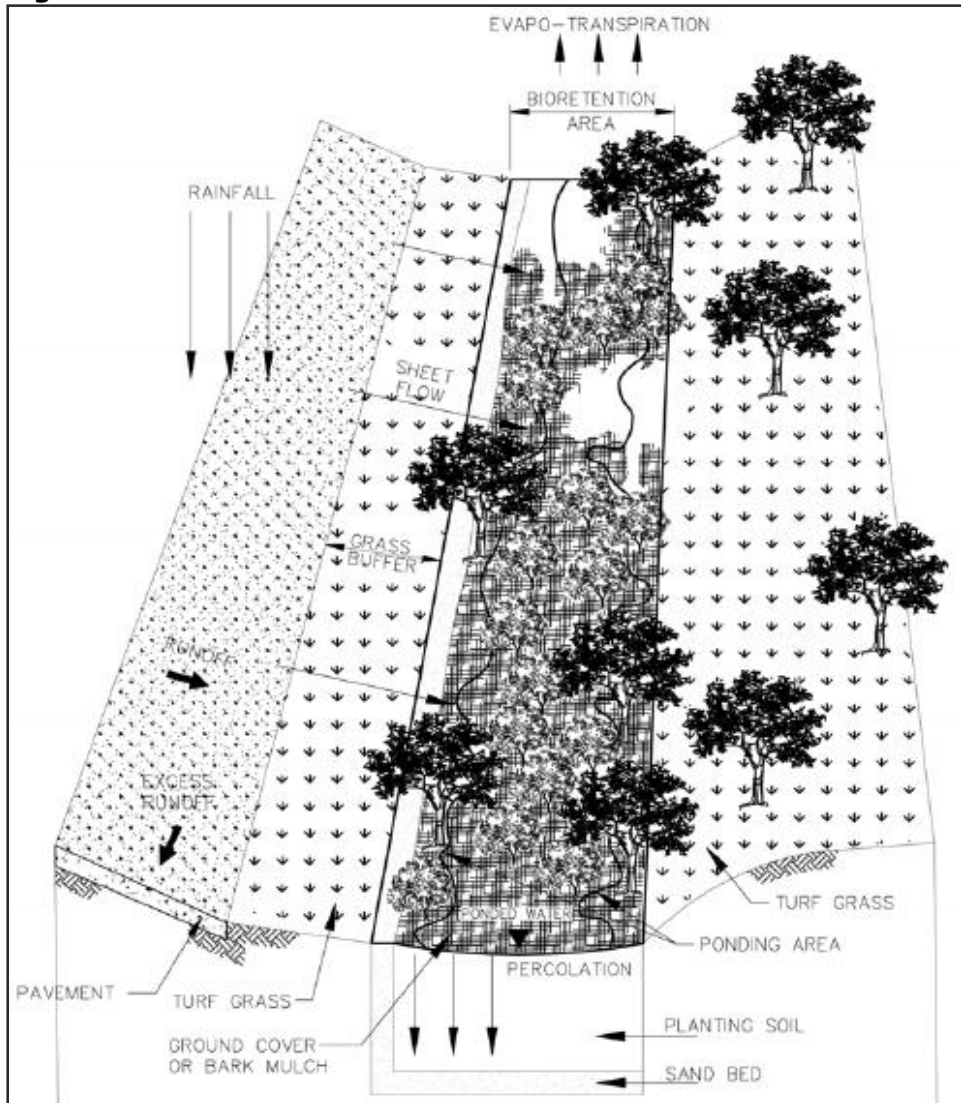 EVAPO-TRANSPIRATION
BIORETENTION
AREA
RAINFALL
SHEET
FLOW
GRASS
BUFFER
RUNOFF
EXCESS
RUNOFF
PONDED WATER
TURF GRASS
PONDING AREA
PERCOLATION
PAVEMENT
TURF GRASS
GROUND COVER
OR BARK MULCH
PLANTING SOIL
SAND BED